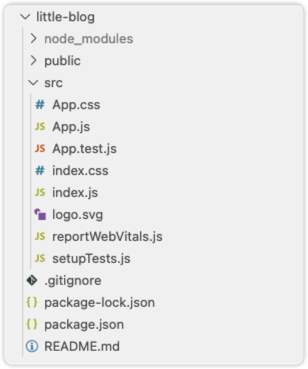 little-blog
node_modules
public
src
# App.css
JS App.js
JS App.test.js
# index.css
JS index.js
logo.svg
JS reportWebVitals.js
JS setupTests.js
.gitignore
{} package-lock.json
{} package.json
README.md